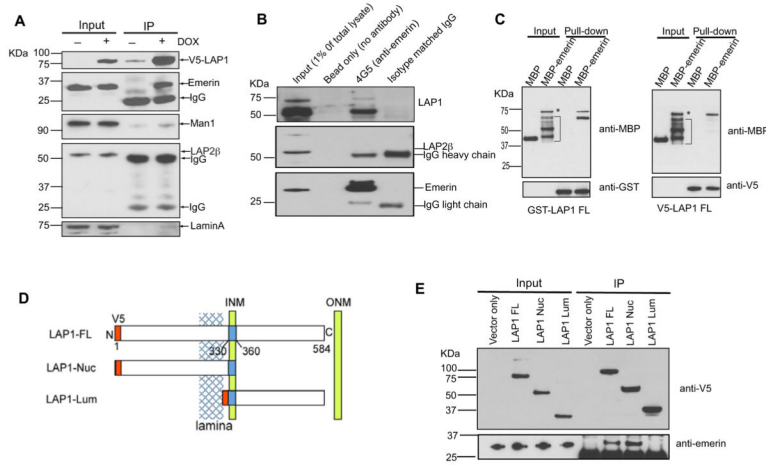 A
Input
IP
– + – + DOX
KDa
100
75
V5-LAP1
37
25
Emerin
IgG
90
Man1
50
37
25
LAP2β
IgG
IgG
75
LaminA
B
Input (1% 0f total lysate)
Bead only (no antibody)
4G5 (anti-emerin)
Isotype matched IgG
KDa
75
50
LAP1
50
LAP2β
IgG heavy chain
25
Emerin
IgG light chain
C
Input Pull-down
MBP
MBP-emerin
MBP
MBP-emerin
KDa
75
50
37
25
*
anti-MBP
anti-GST
GST-LAP1 FL
Input Pull-down
MBP
MBP-emerin
MBP
MBP-emerin
*
anti-MBP
anti-V5
V5-LAP1 FL
D
V5
INM
ONM
LAP1-FL
N
C
1
330
360
584
LAP1-Nuc
LAP1-Lum
lamina
E
Input
IP
Vector only
LAP1 FL
LAP1 Nuc
LAP1 Lum
Vector only
LAP1 FL
LAP1 Nuc
LAP1 Lum
KDa
100
75
50
37
anti-V5
37
25
anti-emerin